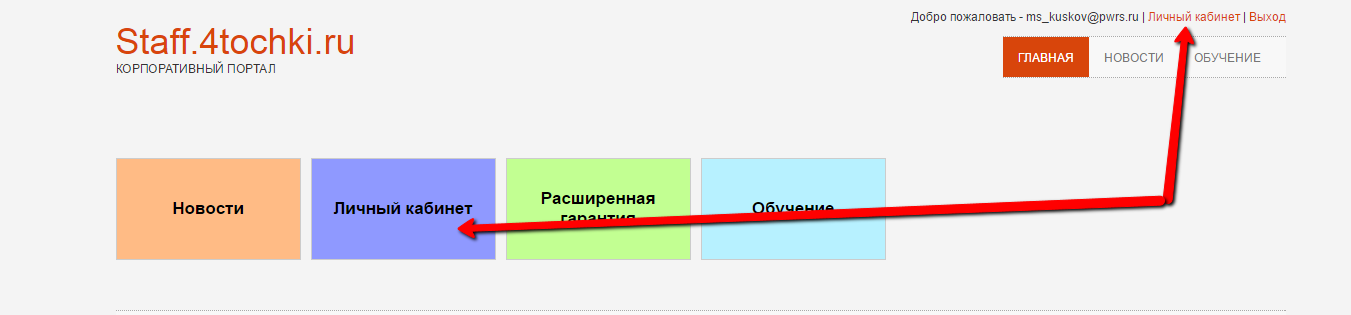 Добро пожаловать - ms_kuskov@pwrs.ru | Личный кабинет | Выход
Staff.4tochki.ru
КОРПОРАТИВНЫЙ ПОРТАЛ
ГЛАВНАЯ НОВОСТИ ОБУЧЕНИЕ
Новости
Личный кабинет
Расширенная
гарантия
Обучение